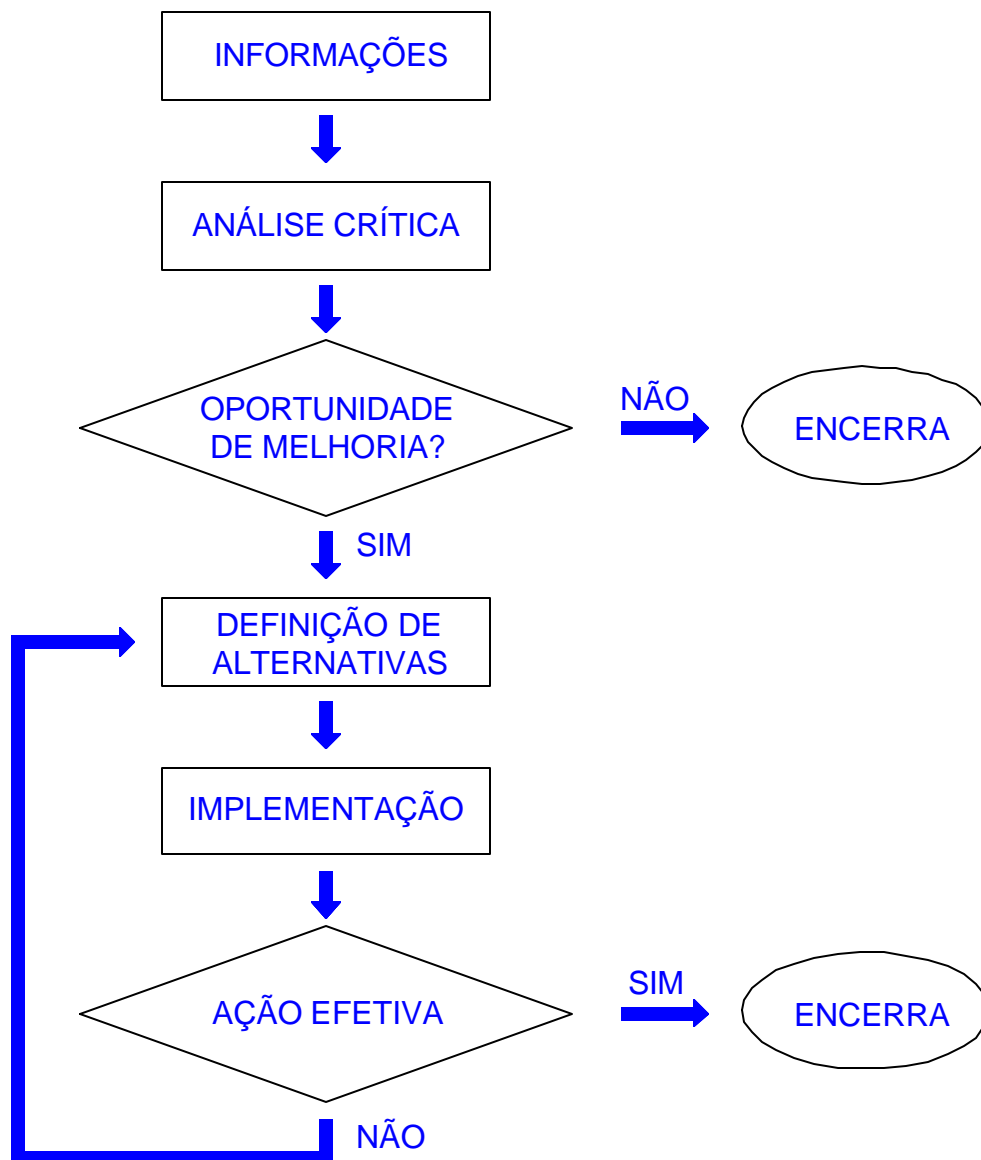 INFORMAÇÕES
ANÁLISE CRÍTICA
OPORTUNIDADE
DE MELHORIA?
NÃO
ENCERRA
SIM
DEFINIÇÃO DE
ALTERNATIVAS
IMPLEMENTAÇÃO
AÇÃO EFETIVA
SIM
ENCERRA
NÃO